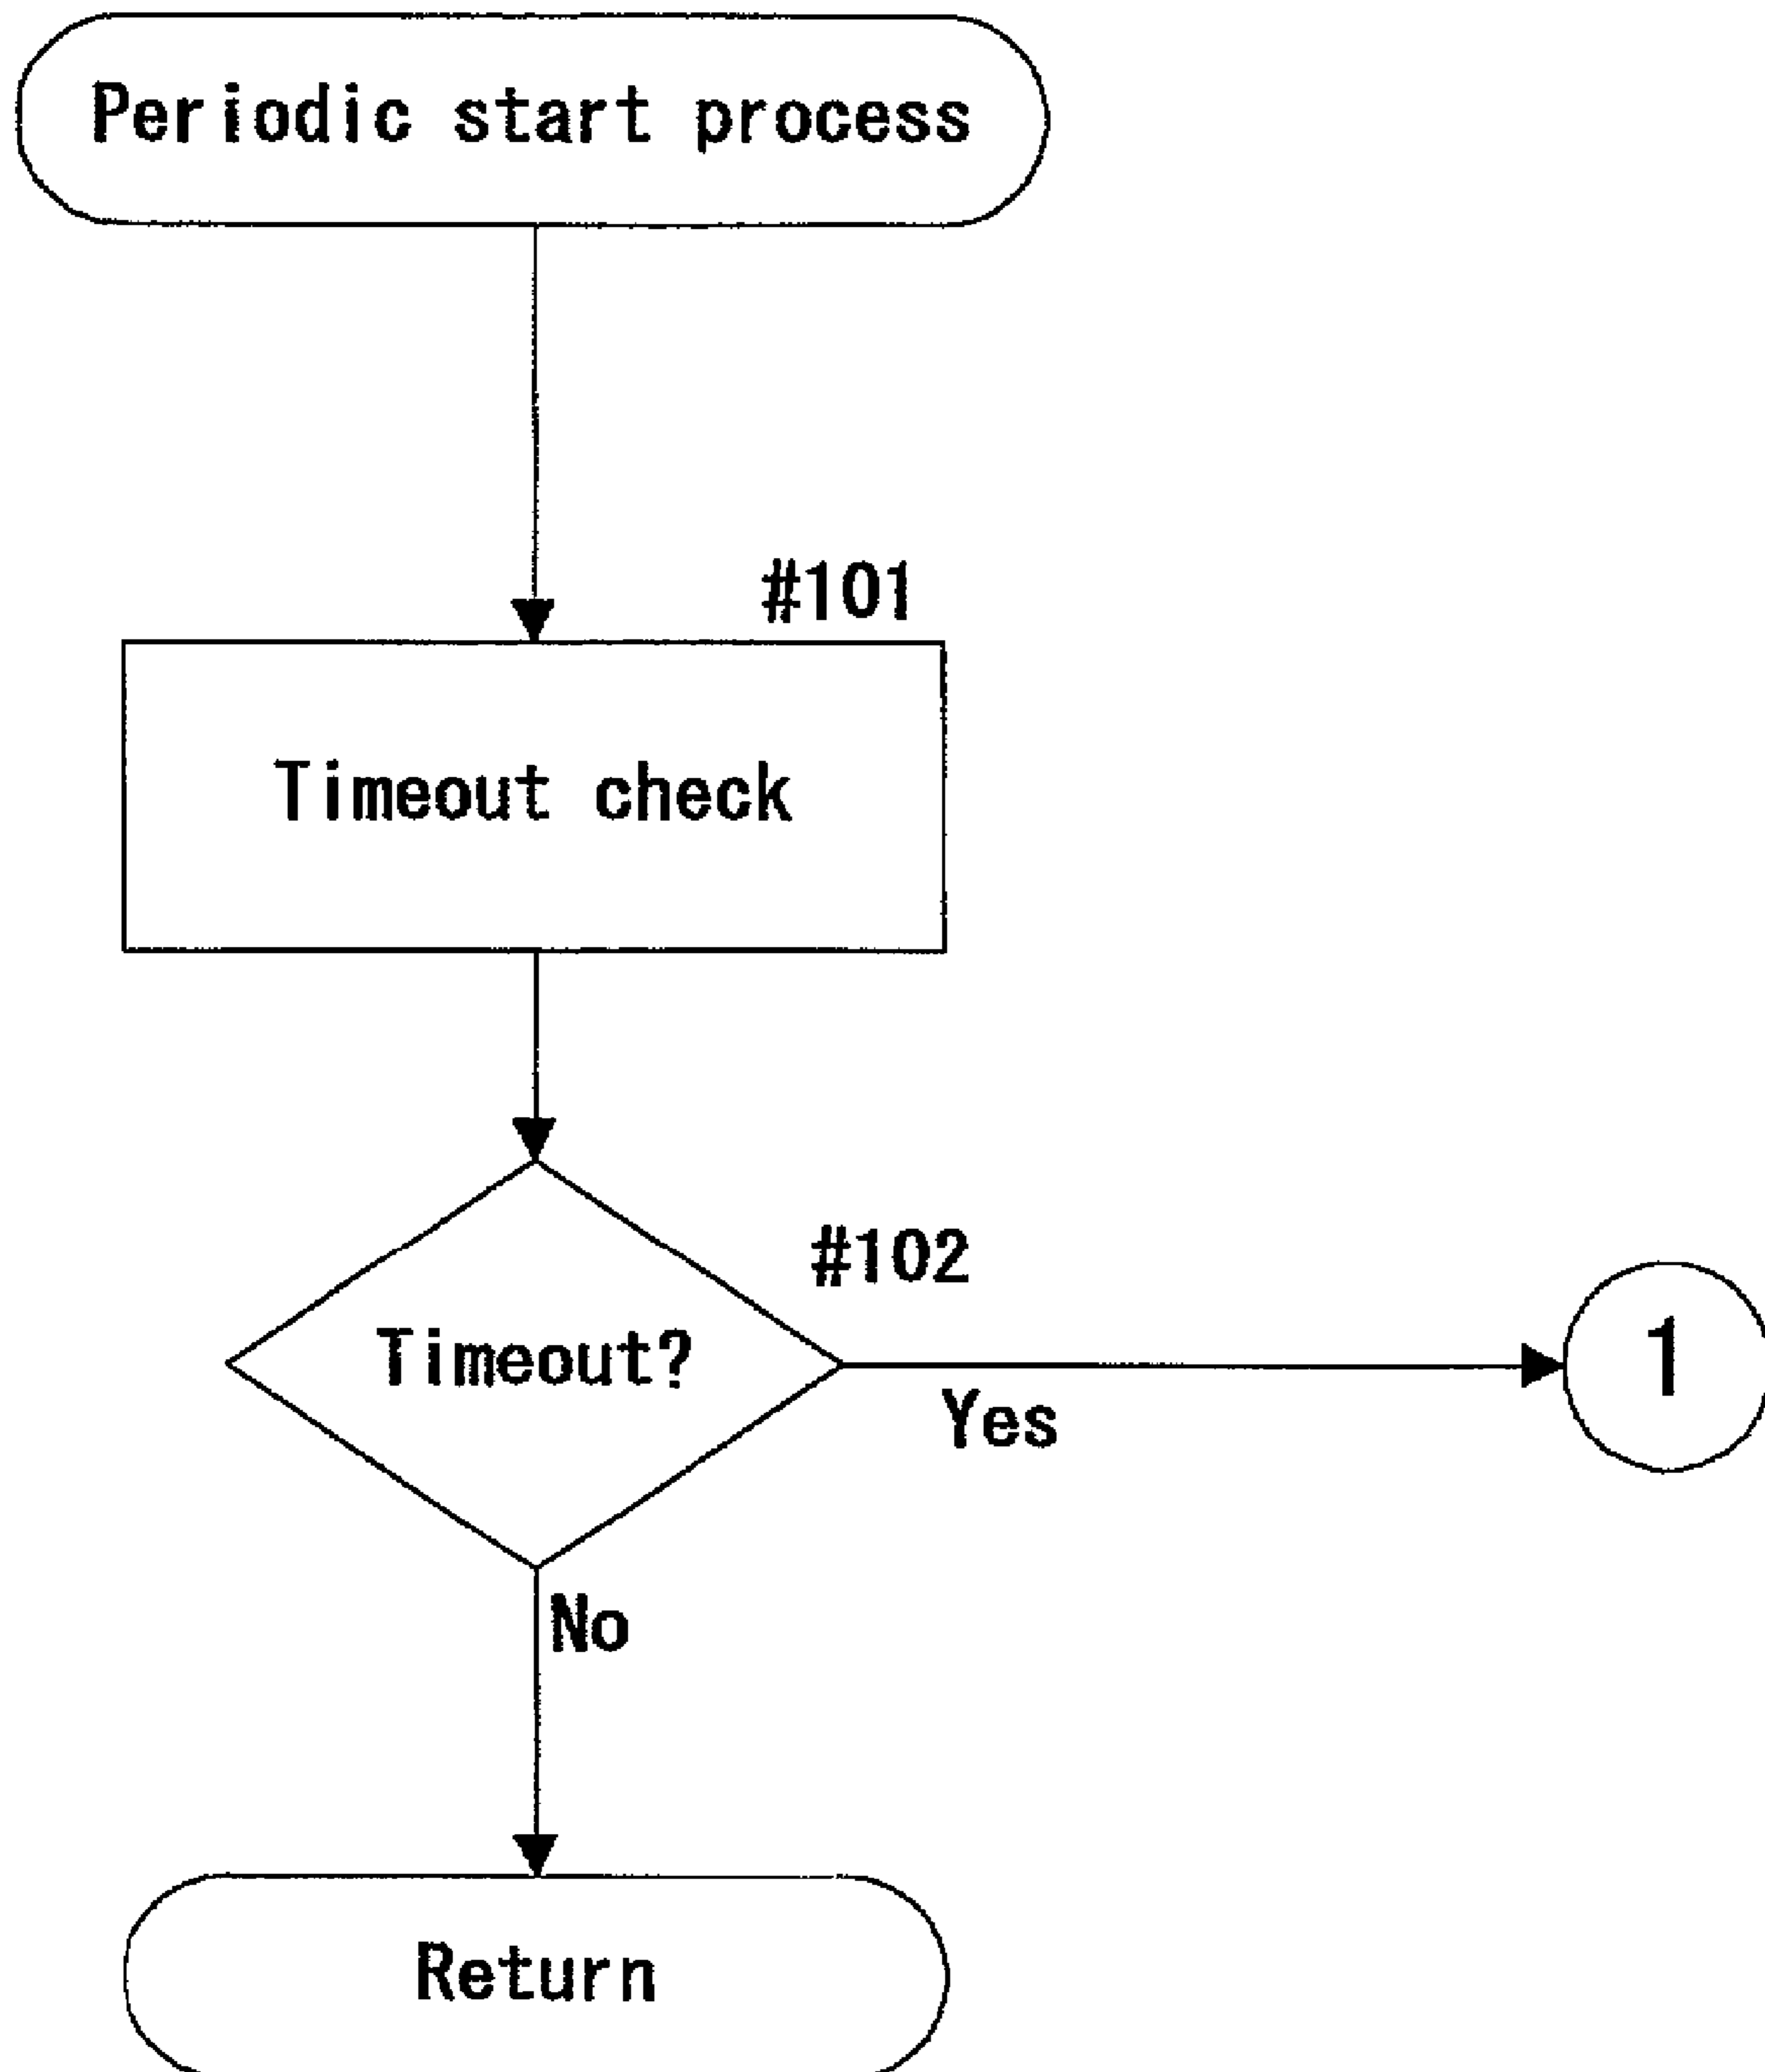 Periodic start process
#101
Timeout check
#102
Timeout?
1
Yes
No
Return